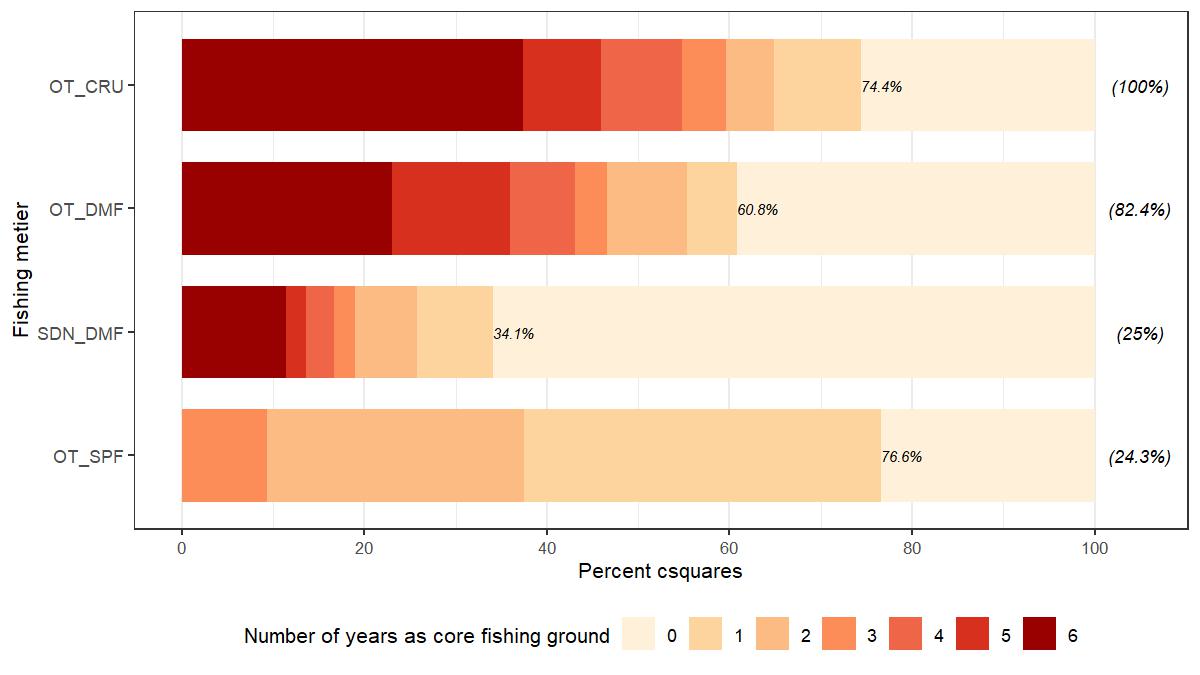 Fishing metier
OT_CRU 74.4% (100%)
OT_DMF 60.8% (82.4%)
SDN_DMF 34.1% (25%)
OT_SPF 76.6% (24.3%)
0 20 40 60 80 100
Percent csquares
Number of years as core fishing ground 0 1 2 3 4 5 6